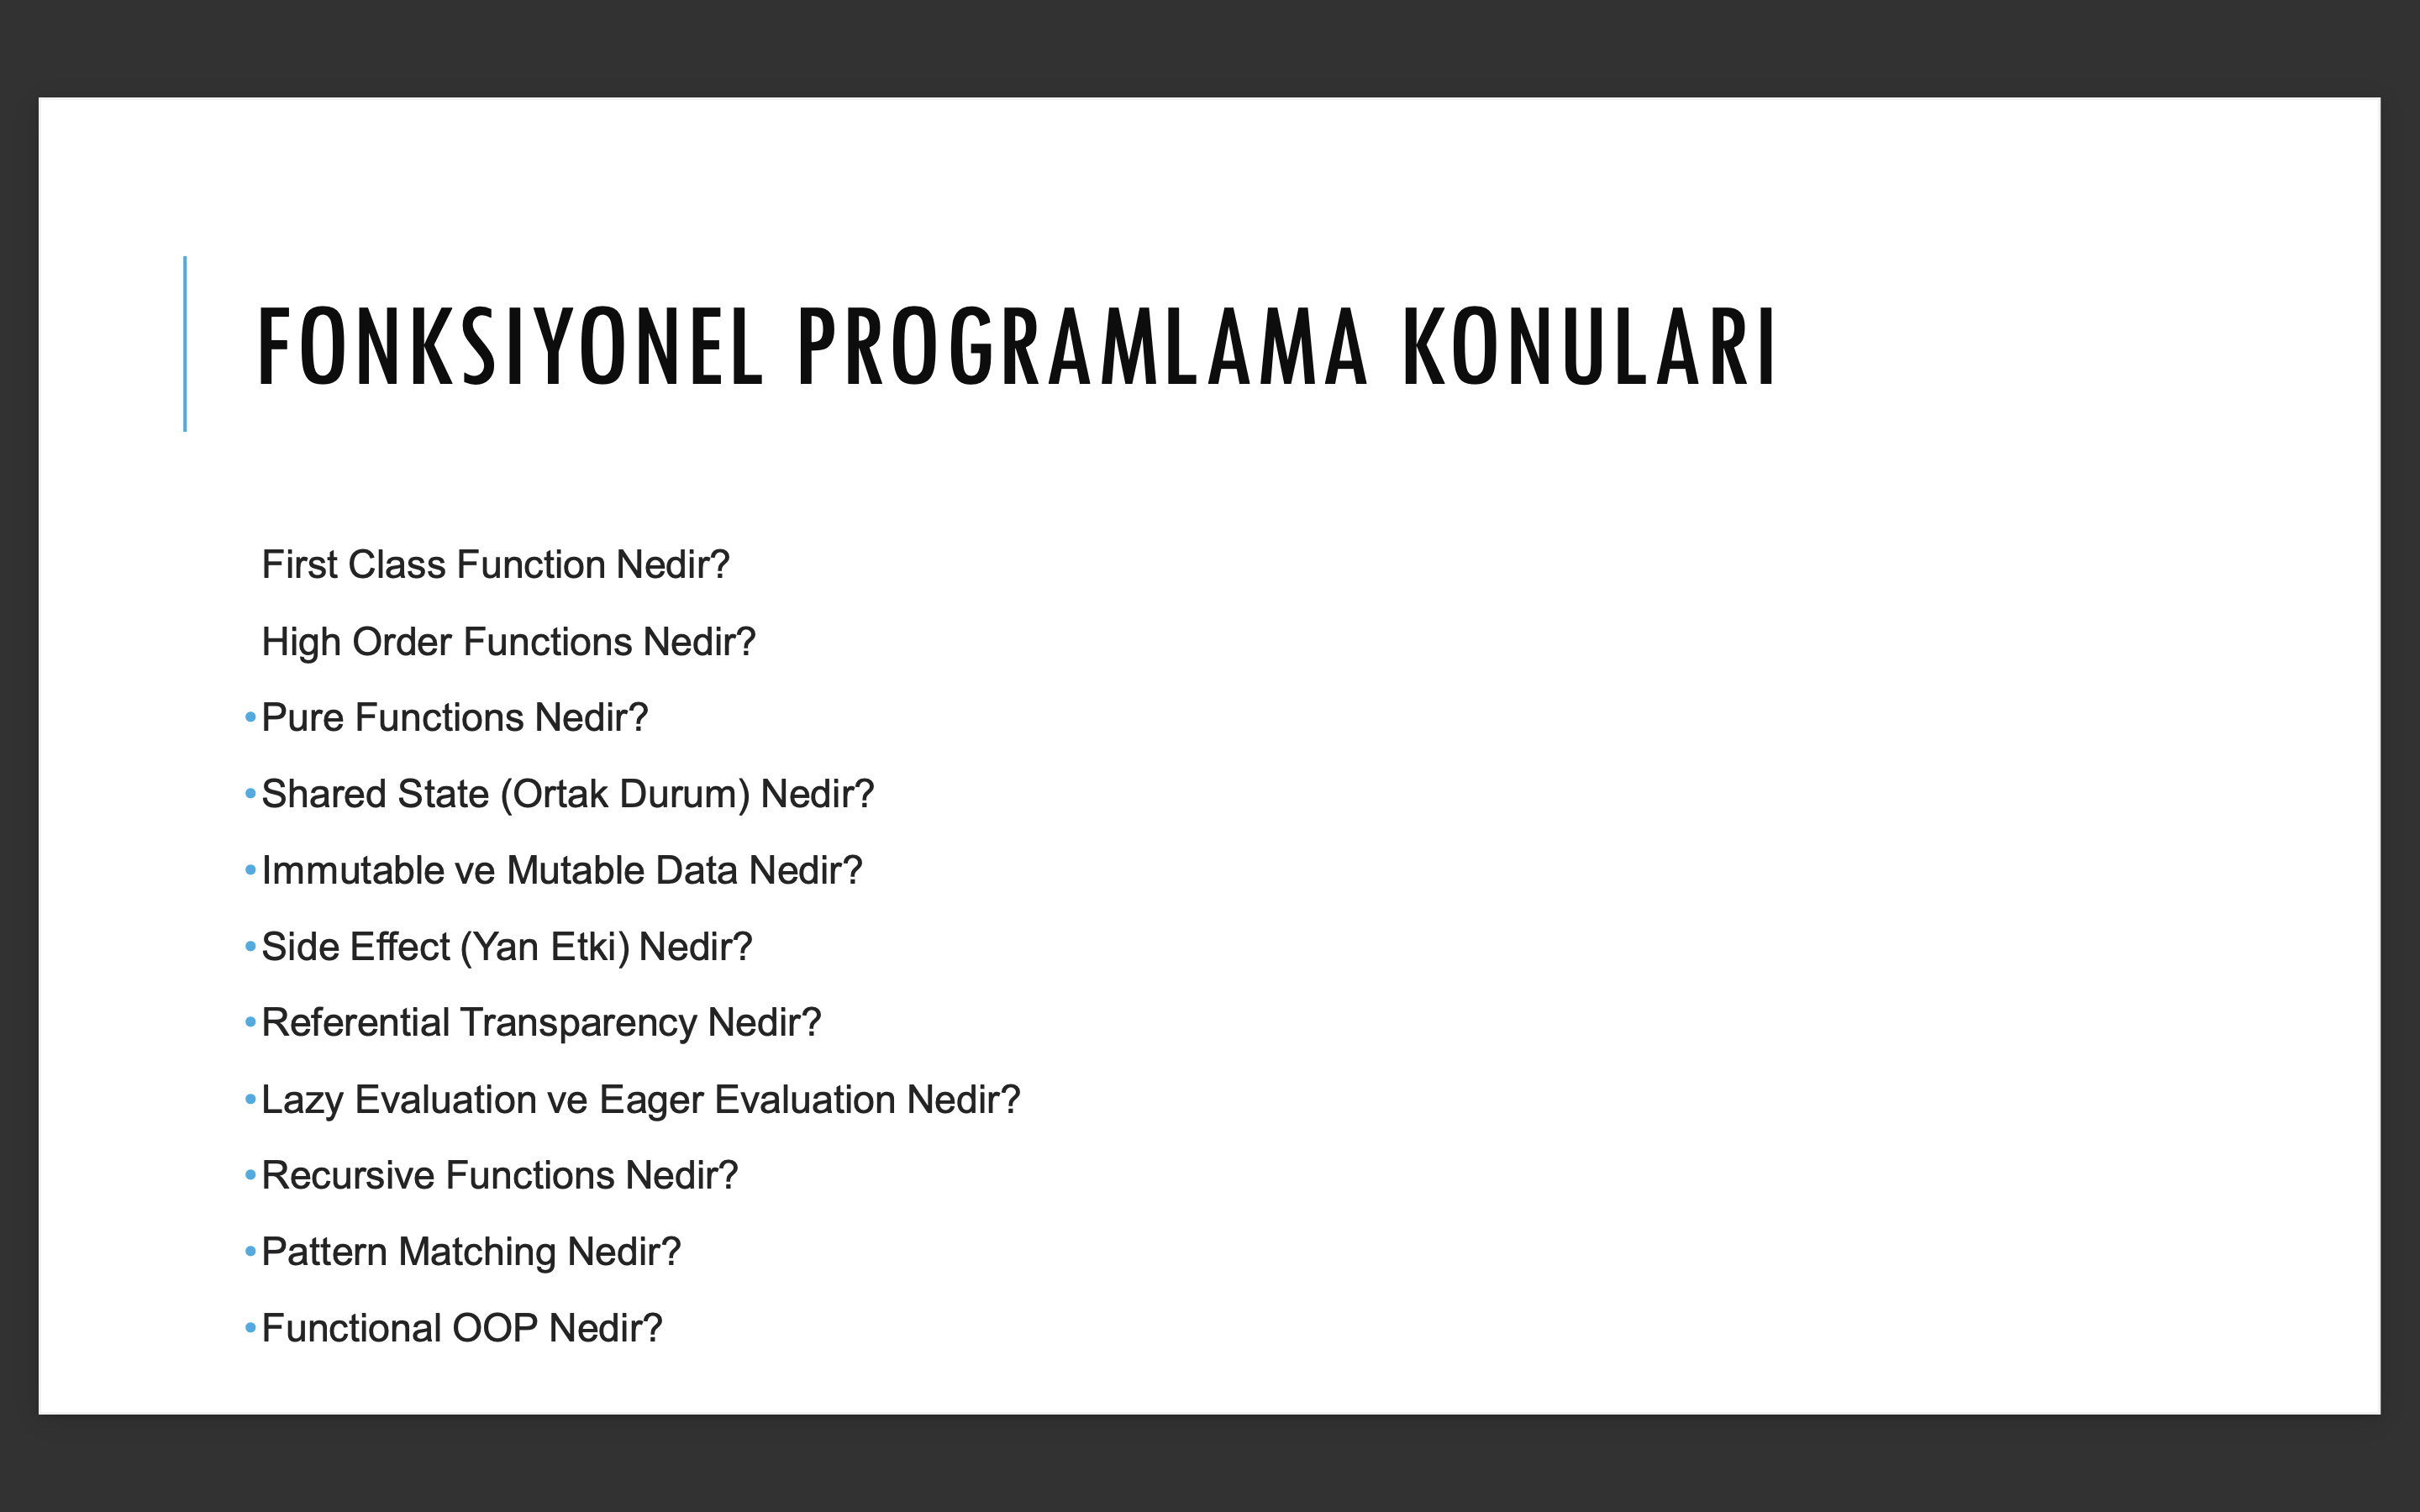 FONKSIYONEL PROGRAMLAMA KONULARI
First Class Function Nedir?
High Order Functions Nedir?
•Pure Functions Nedir?
•Shared State (Ortak Durum) Nedir?
•Immutable ve Mutable Data Nedir?
•Side Effect (Yan Etki) Nedir?
•Referential Transparency Nedir?
•Lazy Evaluation ve Eager Evaluation Nedir?
•Recursive Functions Nedir?
•Pattern Matching Nedir?
•Functional OOP Nedir?